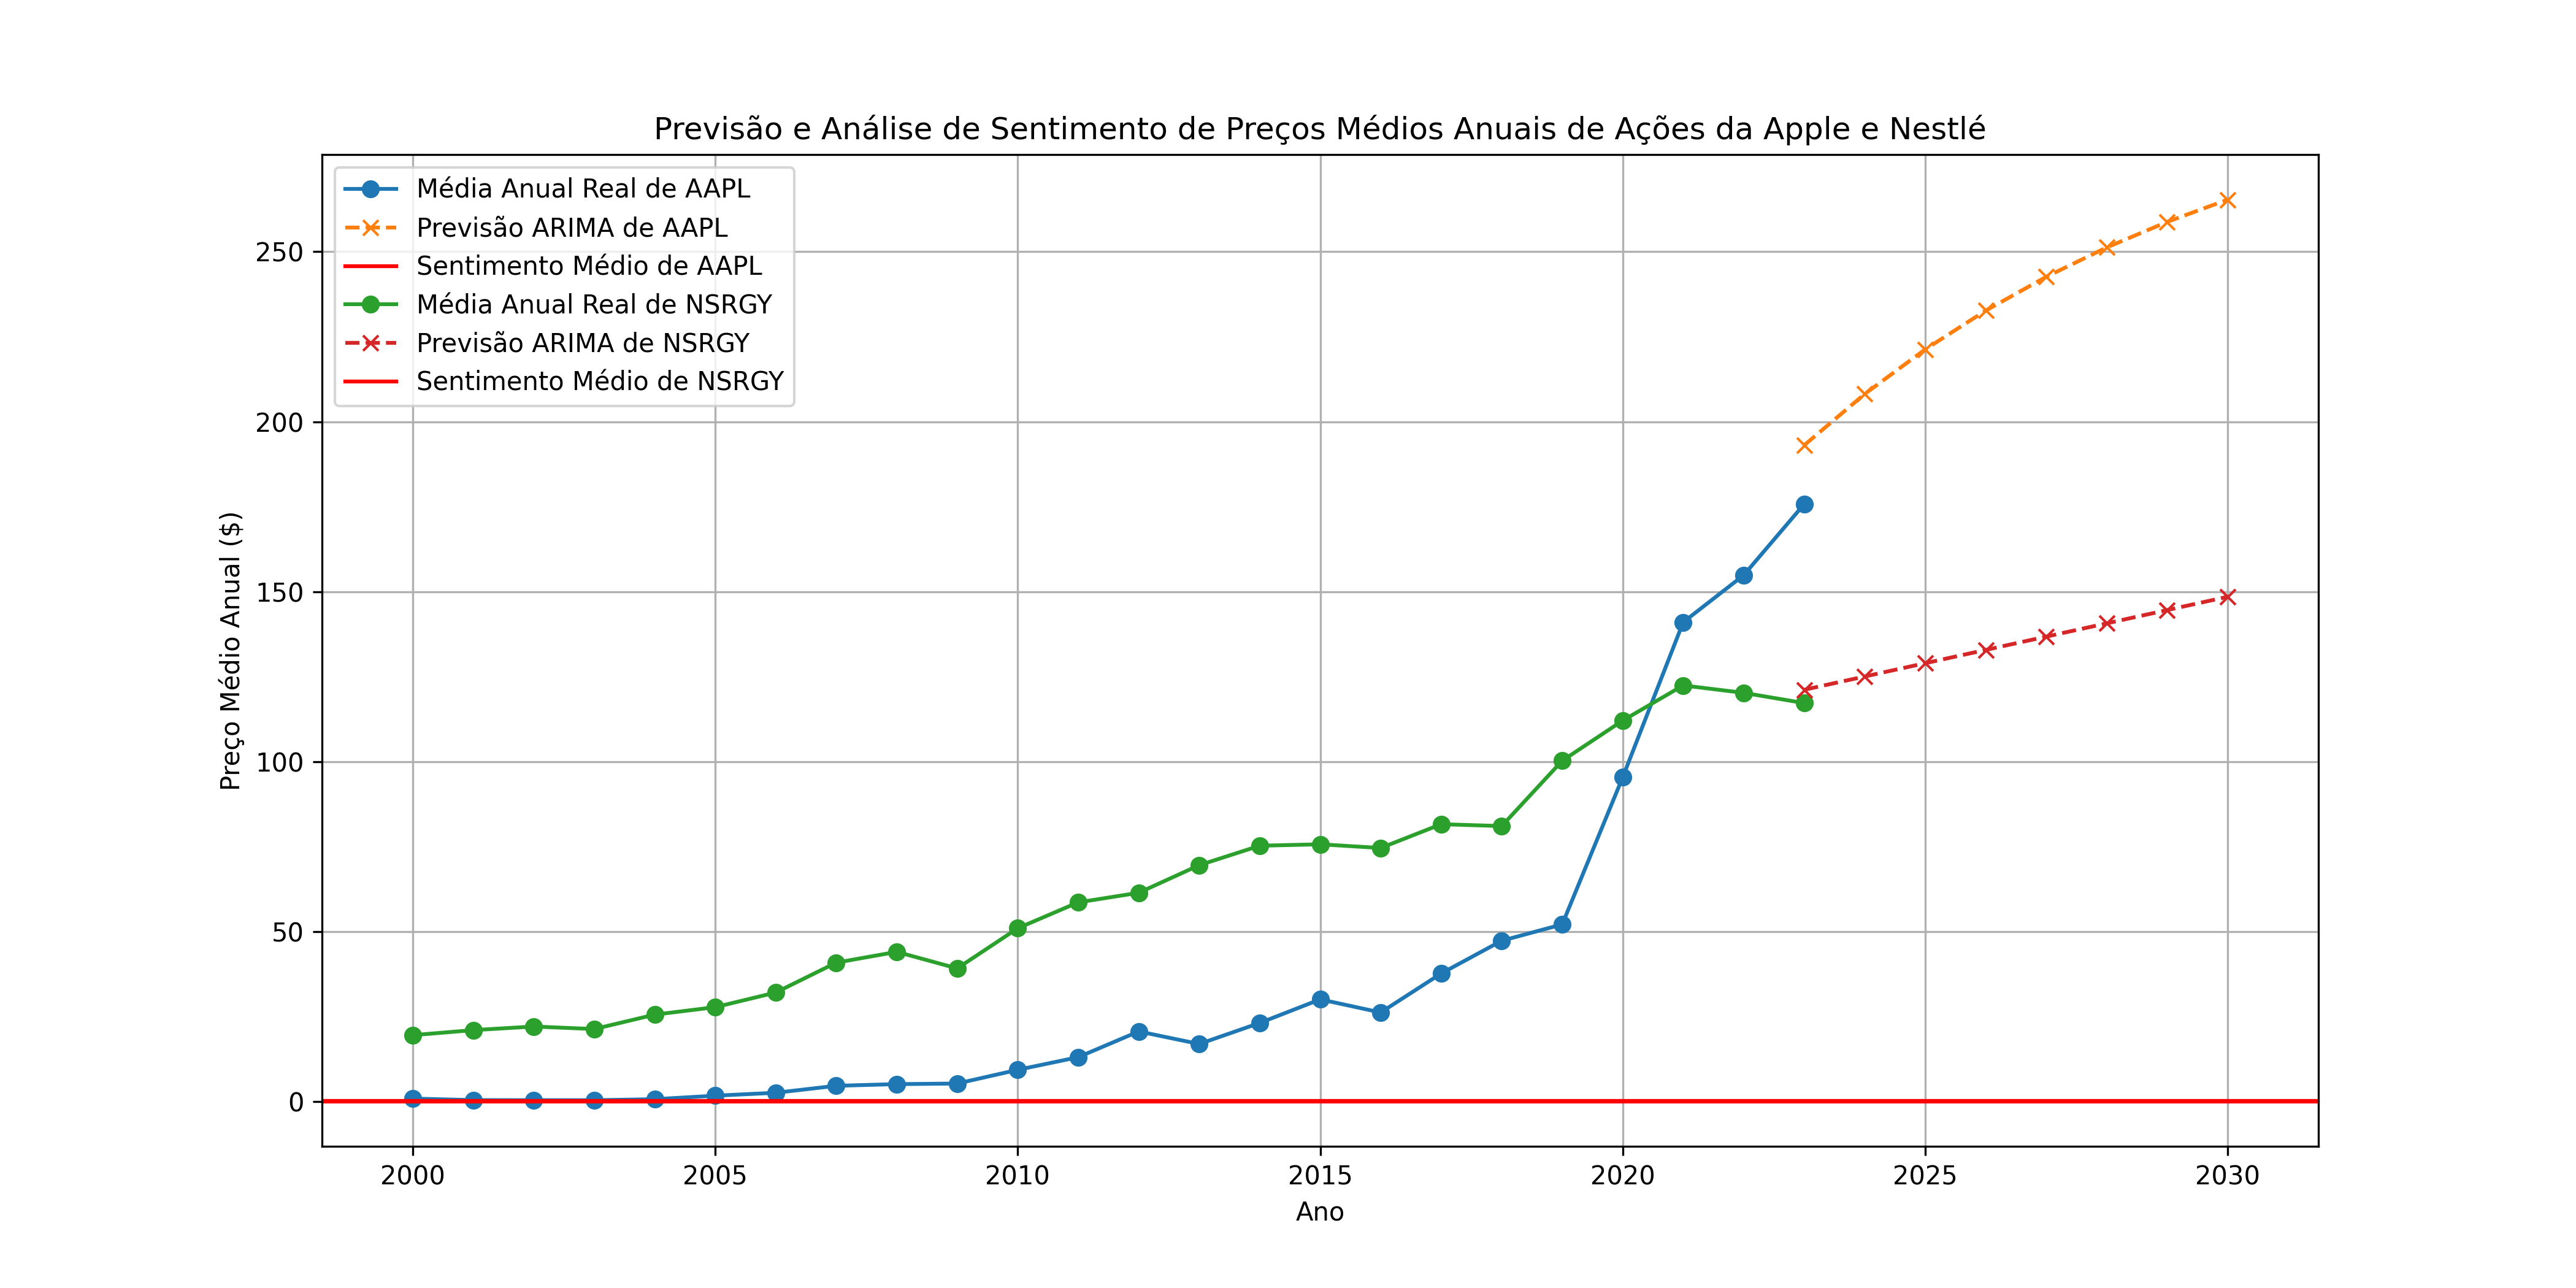 Previsão e Análise de Sentimento de Preços Médios Anuais de Ações da Apple e Nestlé
Média Anual Real de AAPL
Previsão ARIMA de AAPL
Sentimento Médio de AAPL
Média Anual Real de NSRGY
Previsão ARIMA de NSRGY
Sentimento Médio de NSRGY
Preço Médio Anual ($)
250
200
150
100
50
0
2000 2005 2010 2015 2020 2025 2030
Ano